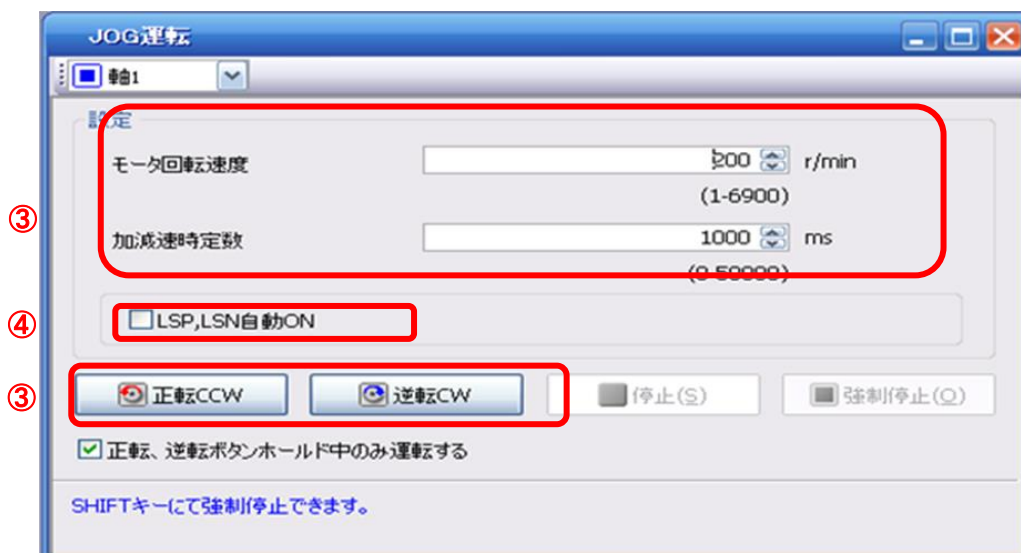 JOG運転
軸1
設定
モータ回転速度 200 r/min
(1-6900)
③
加減速時定数 1000 ms
(0-50000)
④ LSP,LSN自動ON
③ 正転CCW 逆転CW 停止(S) 強制停止(O)
正転、逆転ボタンホールド中のみ運転する
SHIFTキーにて強制停止できます。